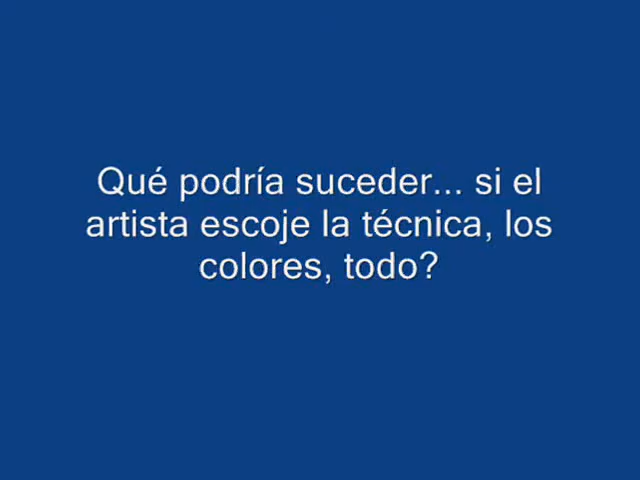 Qué podría suceder... si el
artista escoje la técnica, los
colores, todo?